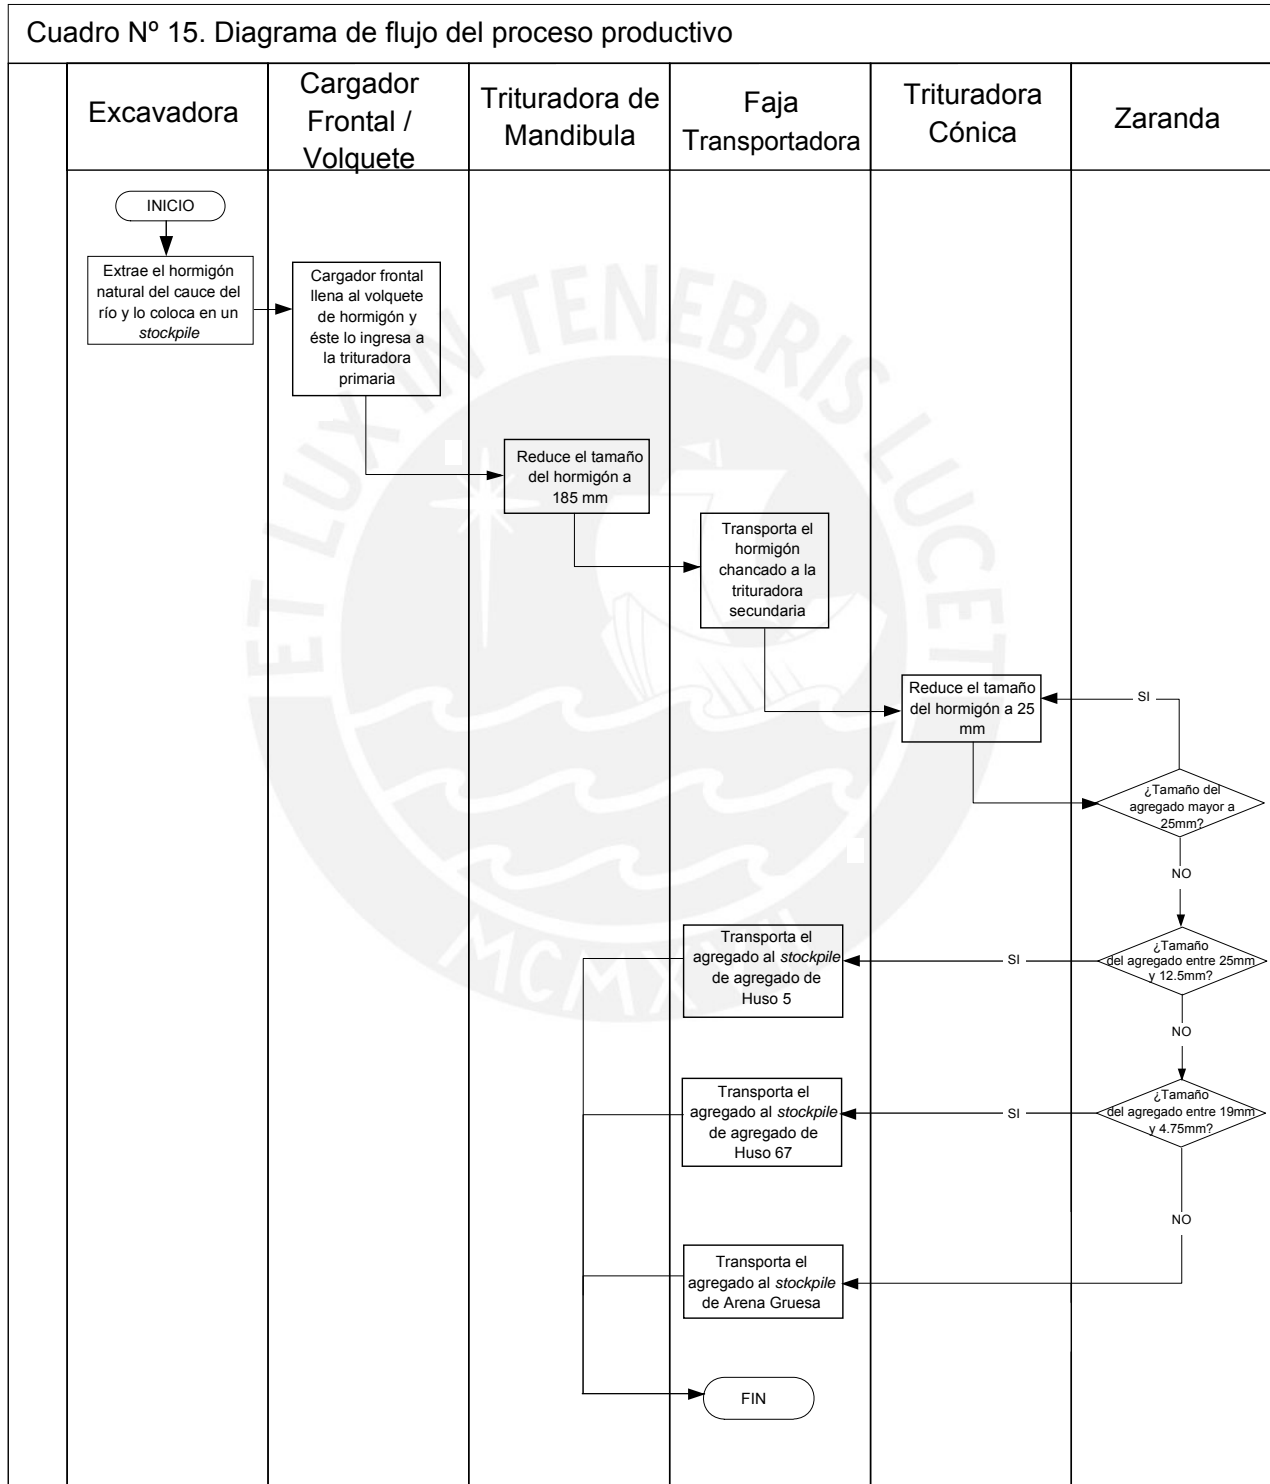 Cuadro Nº 15. Diagrama de flujo del proceso productivo
Excavadora
Cargador
Frontal /
Volquete
Trituradora de
Mandibula
Faja
Transportadora
Trituradora
Cónica
Zaranda
INICIO
Extrae el hormigón
natural del cauce del
río y lo coloca en un
stockpile
Cargador frontal
llena al volquete
de hormigón y
éste lo ingresa a
la trituradora
primaria
Reduce el tamaño
del hormigón a
185 mm
Transporta el
hormigón
chancado a la
trituradora
secundaria
Reduce el tamaño
del hormigón a 25
mm
SI
¿Tamaño del
agregado mayor a
25mm?
NO
¿Tamaño
del agregado entre 25mm
y 12.5mm?
SI
Transporta el
agregado al stockpile
de agregado de
Huso 5
NO
¿Tamaño
del agregado entre 19mm
y 4.75mm?
SI
Transporta el
agregado al stockpile
de agregado de
Huso 67
NO
Transporta el
agregado al stockpile
de Arena Gruesa
FIN
ET LUX IN TENEBRIS LUCET